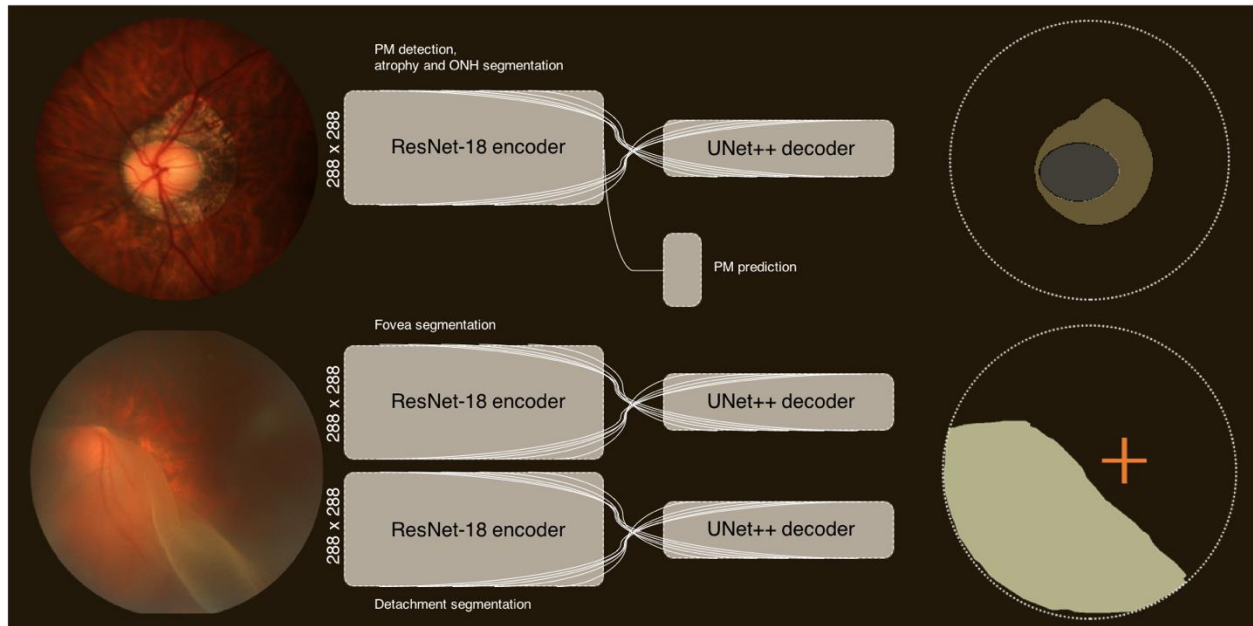 PM detection,
atrophy and ONH segmentation
288 x 288
ResNet-18 encoder
UNet++ decoder
PM prediction
Fovea segmentation
288 x 288
ResNet-18 encoder
UNet++ decoder
288 x 288
ResNet-18 encoder
UNet++ decoder
Detachment segmentation